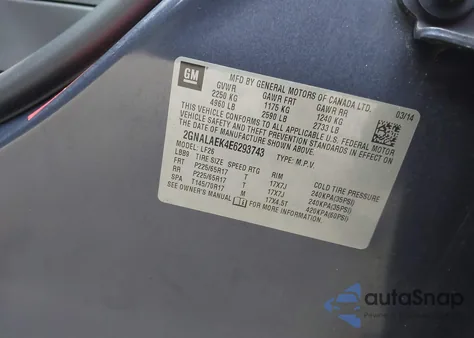 GM
MFD BY GENERAL MOTORS OF CANADA LTD.
GVWR GAWR FRT GAWR RR 03/14
2250 KG 1175 KG 1240 KG
4960 LB 2590 LB 2733 LB
THIS VEHICLE CONFORMS TO ALL APPLICABLE U.S. FEDERAL
MOTOR VEHICLE SAFETY, BUMPER, AND THEFT
PREVENTION STANDARDS IN EFFECT ON
THE DATE OF MANUFACTURE SHOWN ABOVE.
2GNALAEK4E6293743 TYPE: M.P.V.
MODEL: LF26
LBB9 TIRE SIZE SPEED RTG RIM COLD TIRE PRESSURE
FRT P225/65R17 T 17X7J 240KPA(35PSI)
RR P225/65R17 T 17X7J 240KPA(35PSI)
SPA T145/70R17 M 17X4.5T 420KPA(60PSI)
SEE OWNER'S MANUAL FOR MORE INFORMATION.
autoSnap